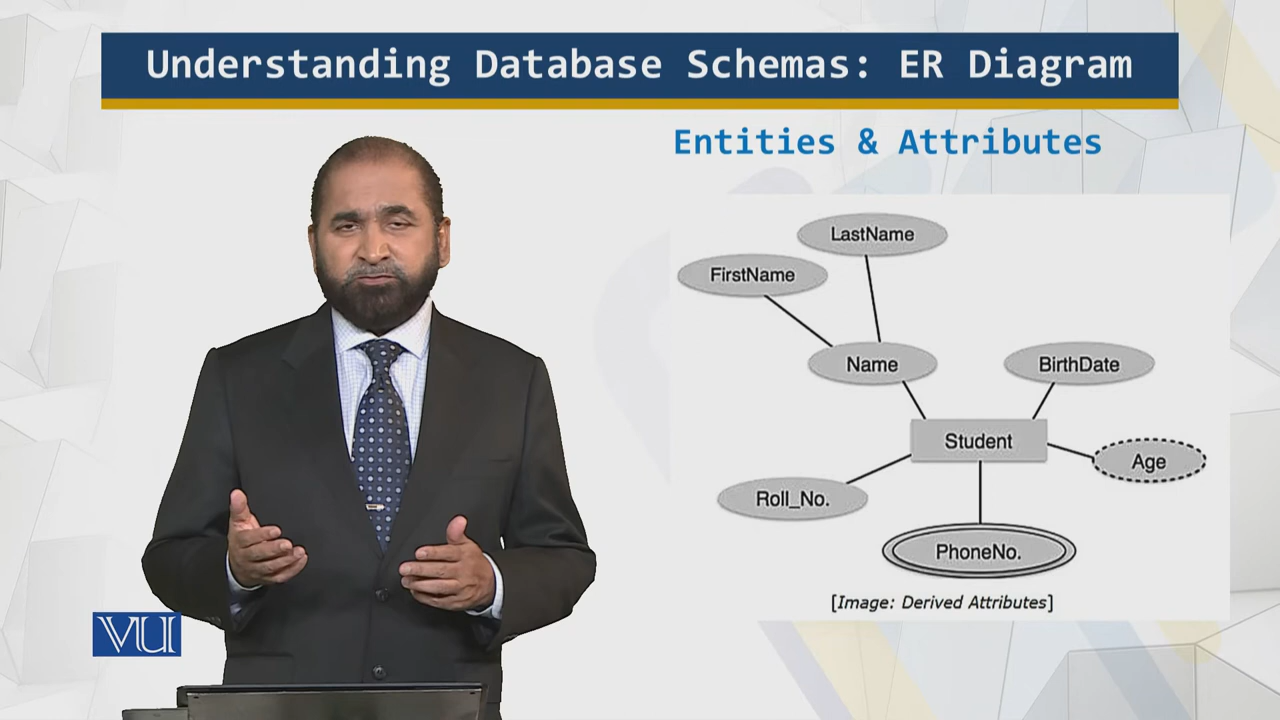 Understanding Database Schemas: ER Diagram
Entities & Attributes
LastName
FirstName
Name
BirthDate
Student
Age
Roll_No.
PhoneNo.
[Image: Derived Attributes]
VU